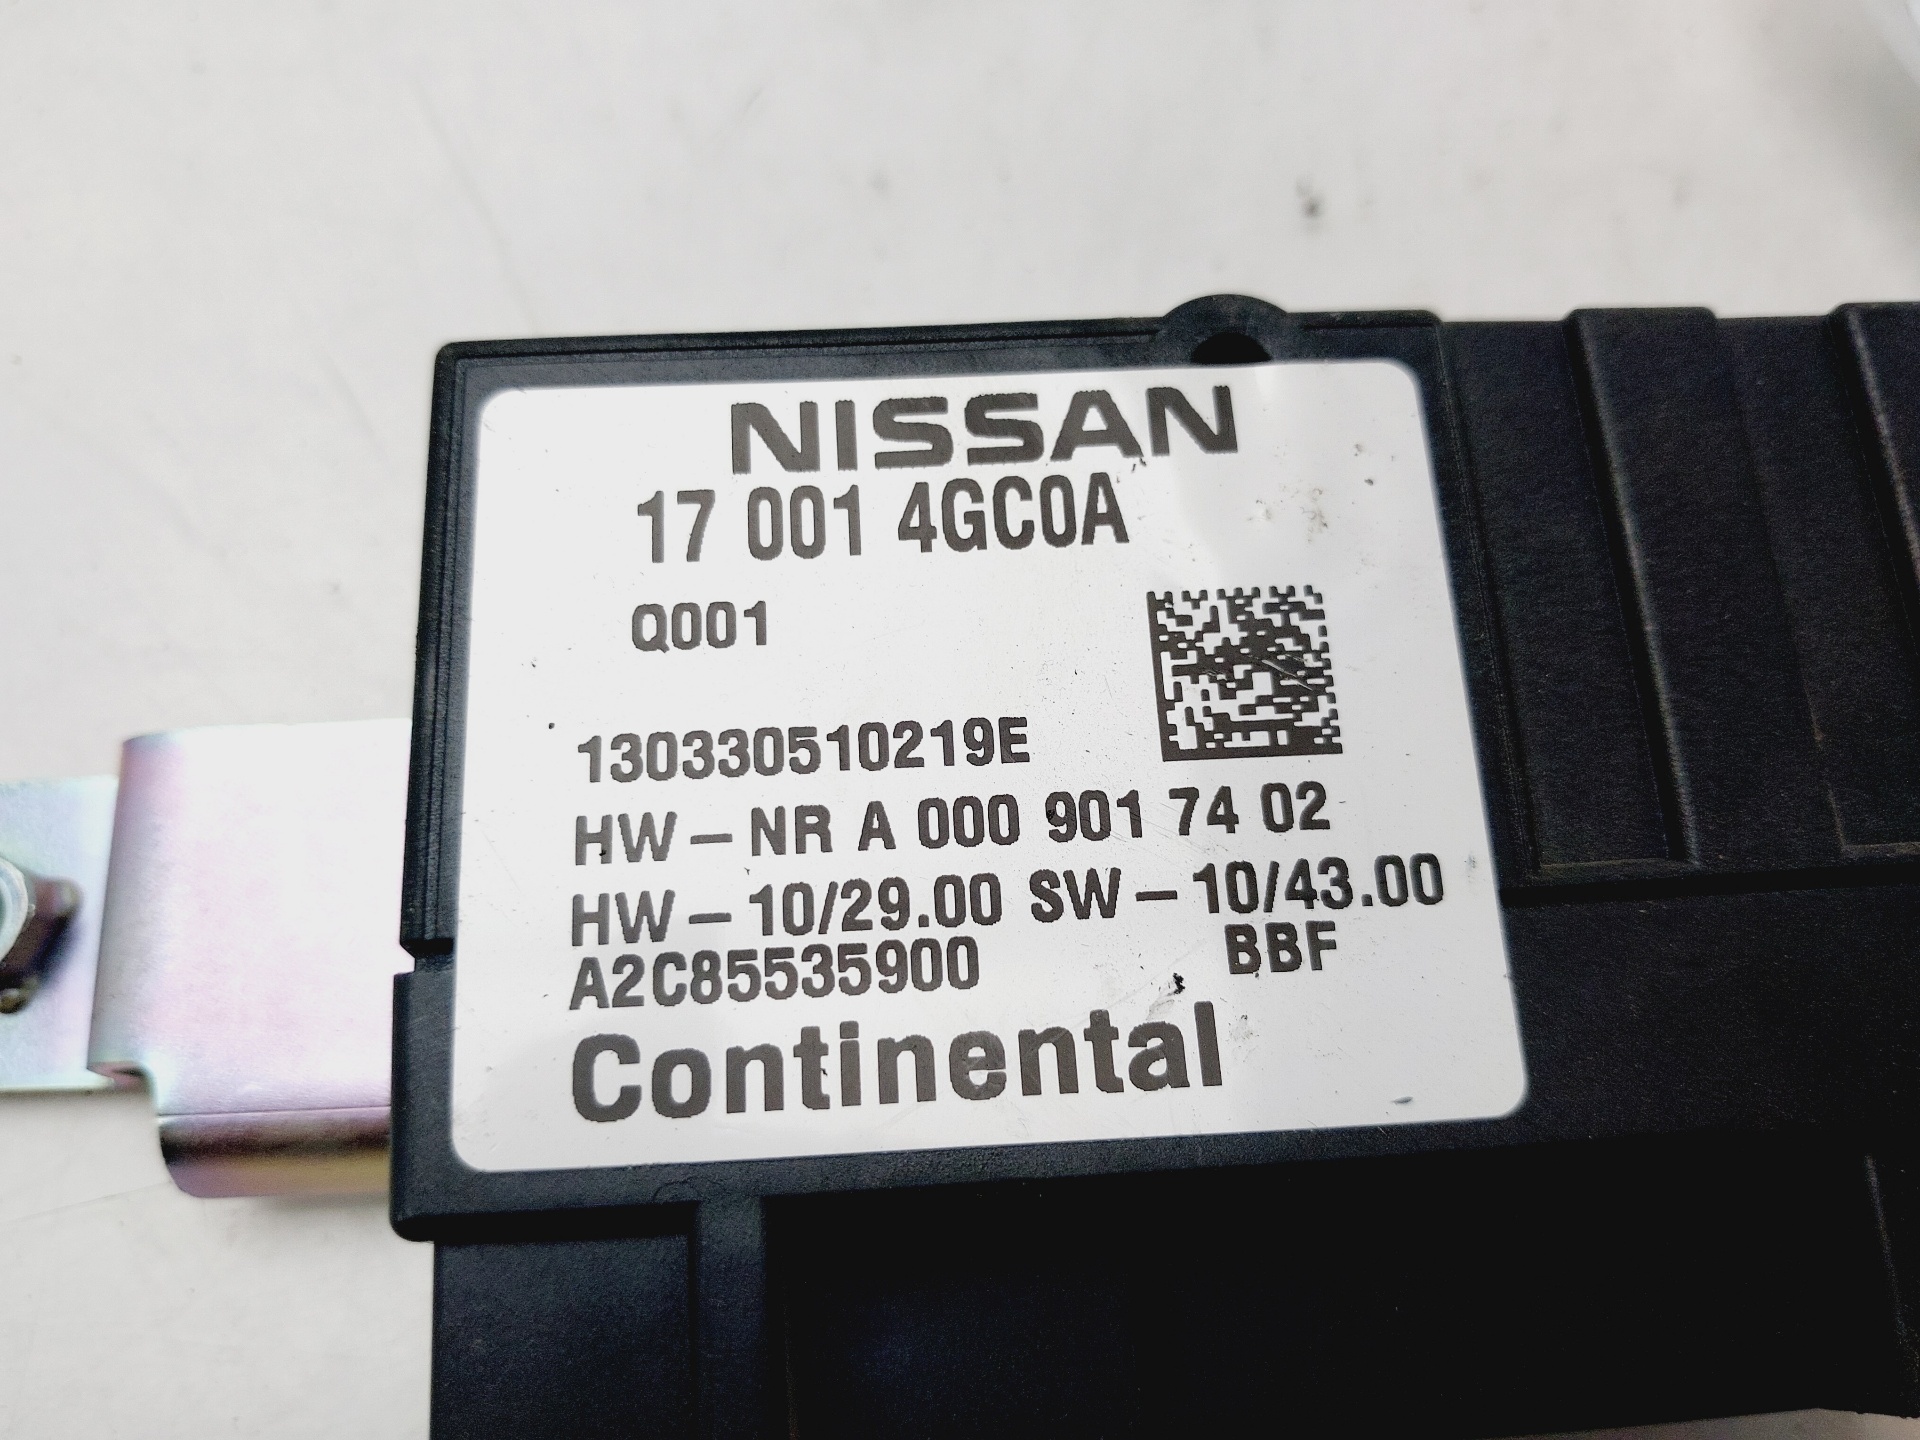 NISSAN
17 001 4GC0A
Q001
130330510219E
HW-NR A 000 901 74 02
HW-10/29.00 SW-10/43.00
A2C85535900 BBF
Continental